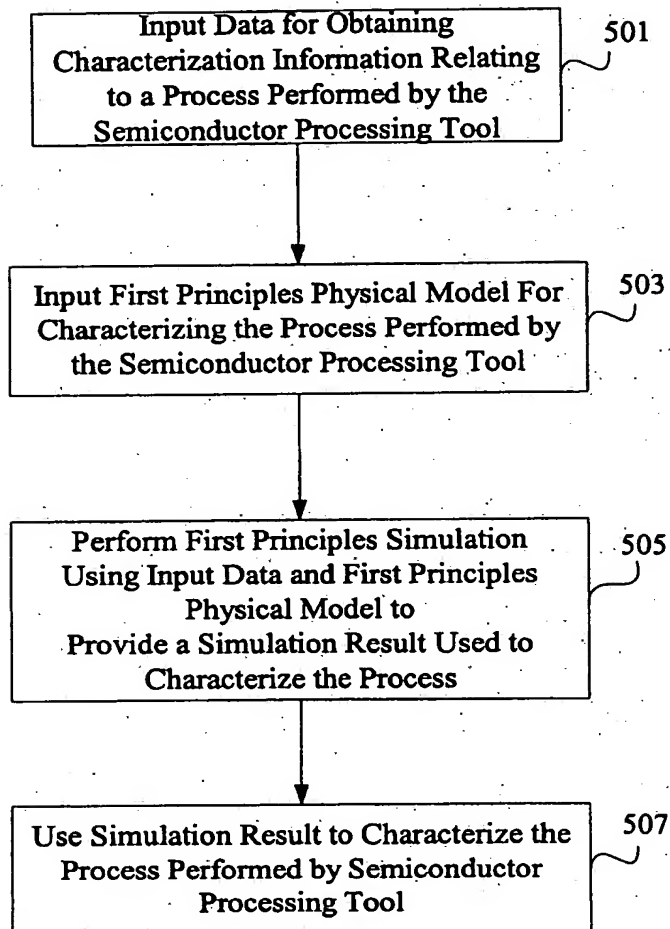 Input Data for Obtaining
Characterization Information Relating
to a Process Performed by the
Semiconductor Processing Tool
501
Input First Principles Physical Model For
Characterizing the Process Performed by
the Semiconductor Processing Tool
503
Perform First Principles Simulation
Using Input Data and First Principles
Physical Model to
Provide a Simulation Result Used to
Characterize the Process
505
Use Simulation Result to Characterize the
Process Performed by Semiconductor
Processing Tool
507